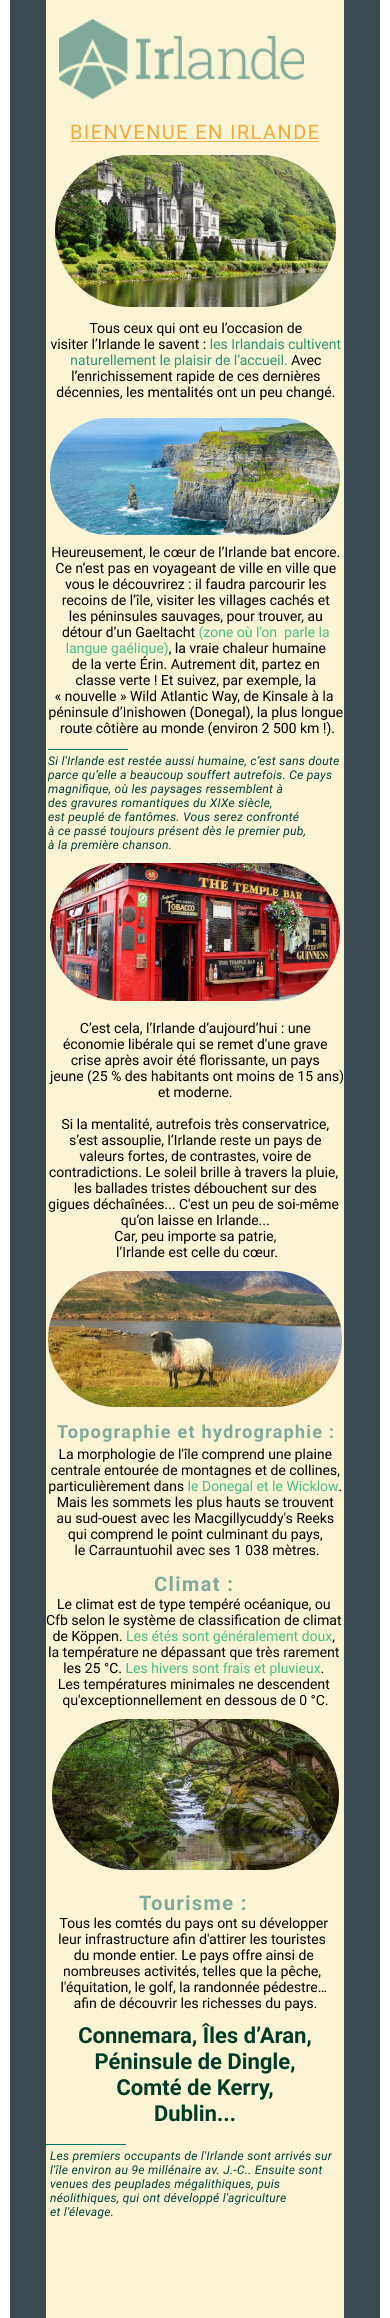 Irlande
BIENVENUE EN IRLANDE
Tous ceux qui ont eu l’occasion de
visiter l’Irlande le savent : les Irlandais cultivent
naturellement le plaisir de l’accueil. Avec
l’enrichissement rapide de ces dernières
décennies, les mentalités ont un peu changé.
Heureusement, le cœur de l’Irlande bat encore.
Ce n’est pas en voyageant de ville en ville que
vous le découvrirez : il faudra parcourir les
recoins de l’île, visiter les villages cachés et
les péninsules sauvages, pour trouver, au
détour d’un Gaeltacht (zone où l’on parle la
langue gaélique), la vraie chaleur humaine
de la verte Érin. Autrement dit, partez en
classe verte ! Et suivez, par exemple, la
« nouvelle » Wild Atlantic Way, de Kinsale à la
péninsule d’Inishowen (Donegal), la plus longue
route côtière au monde (environ 2 500 km !).
Si l'Irlande est restée aussi humaine, c’est sans doute
parce qu’elle a beaucoup souffert autrefois. Ce pays
magnifique, où les paysages ressemblent à
des gravures romantiques du XIXe siècle,
est peuplé de fantômes. Vous serez confronté
à ce passé toujours présent dès le premier pub,
à la première chanson.
THE TEMPLE BAR
TOBACCO
THE TEMPLE BAR
GUINNESS
C’est cela, l’Irlande d’aujourd’hui : une
économie libérale qui se remet d'une grave
crise après avoir été florissante, un pays
jeune (25 % des habitants ont moins de 15 ans)
et moderne.
Si la mentalité, autrefois très conservatrice,
s’est assouplie, l’Irlande reste un pays de
valeurs fortes, de contrastes, voire de
contradictions. Le soleil brille à travers la pluie,
les ballades tristes débouchent sur des
gigues déchaînées... C'est un peu de soi-même
qu’on laisse en Irlande...
Car, peu importe sa patrie,
l’Irlande est celle du cœur.
Topographie et hydrographie :
La morphologie de l'île comprend une plaine
centrale entourée de montagnes et de collines,
particulièrement dans le Donegal et le Wicklow.
Mais les sommets les plus hauts se trouvent
au sud-ouest avec les Macgillycuddy's Reeks
qui comprend le point culminant du pays,
le Carrauntuohil avec ses 1 038 mètres.
Climat :
Le climat est de type tempéré océanique, ou
Cfb selon le système de classification de climat
de Köppen. Les étés sont généralement doux,
la température ne dépassant que très rarement
les 25 °C. Les hivers sont frais et pluvieux.
Les températures minimales ne descendent
qu'exceptionnellement en dessous de 0 °C.
Tourisme :
Tous les comtés du pays ont su développer
leur infrastructure afin d'attirer les touristes
du monde entier. Le pays offre ainsi de
nombreuses activités, telles que la pêche,
l'équitation, le golf, la randonnée pédestre…
afin de découvrir les richesses du pays.
Connemara, Îles d’Aran,
Péninsule de Dingle,
Comté de Kerry,
Dublin...
Les premiers occupants de l'Irlande sont arrivés sur
l'île environ au 9e millénaire av. J.-C.. Ensuite sont
venues des peuplades mégalithiques, puis
néolithiques, qui ont développé l'agriculture
et l'élevage.